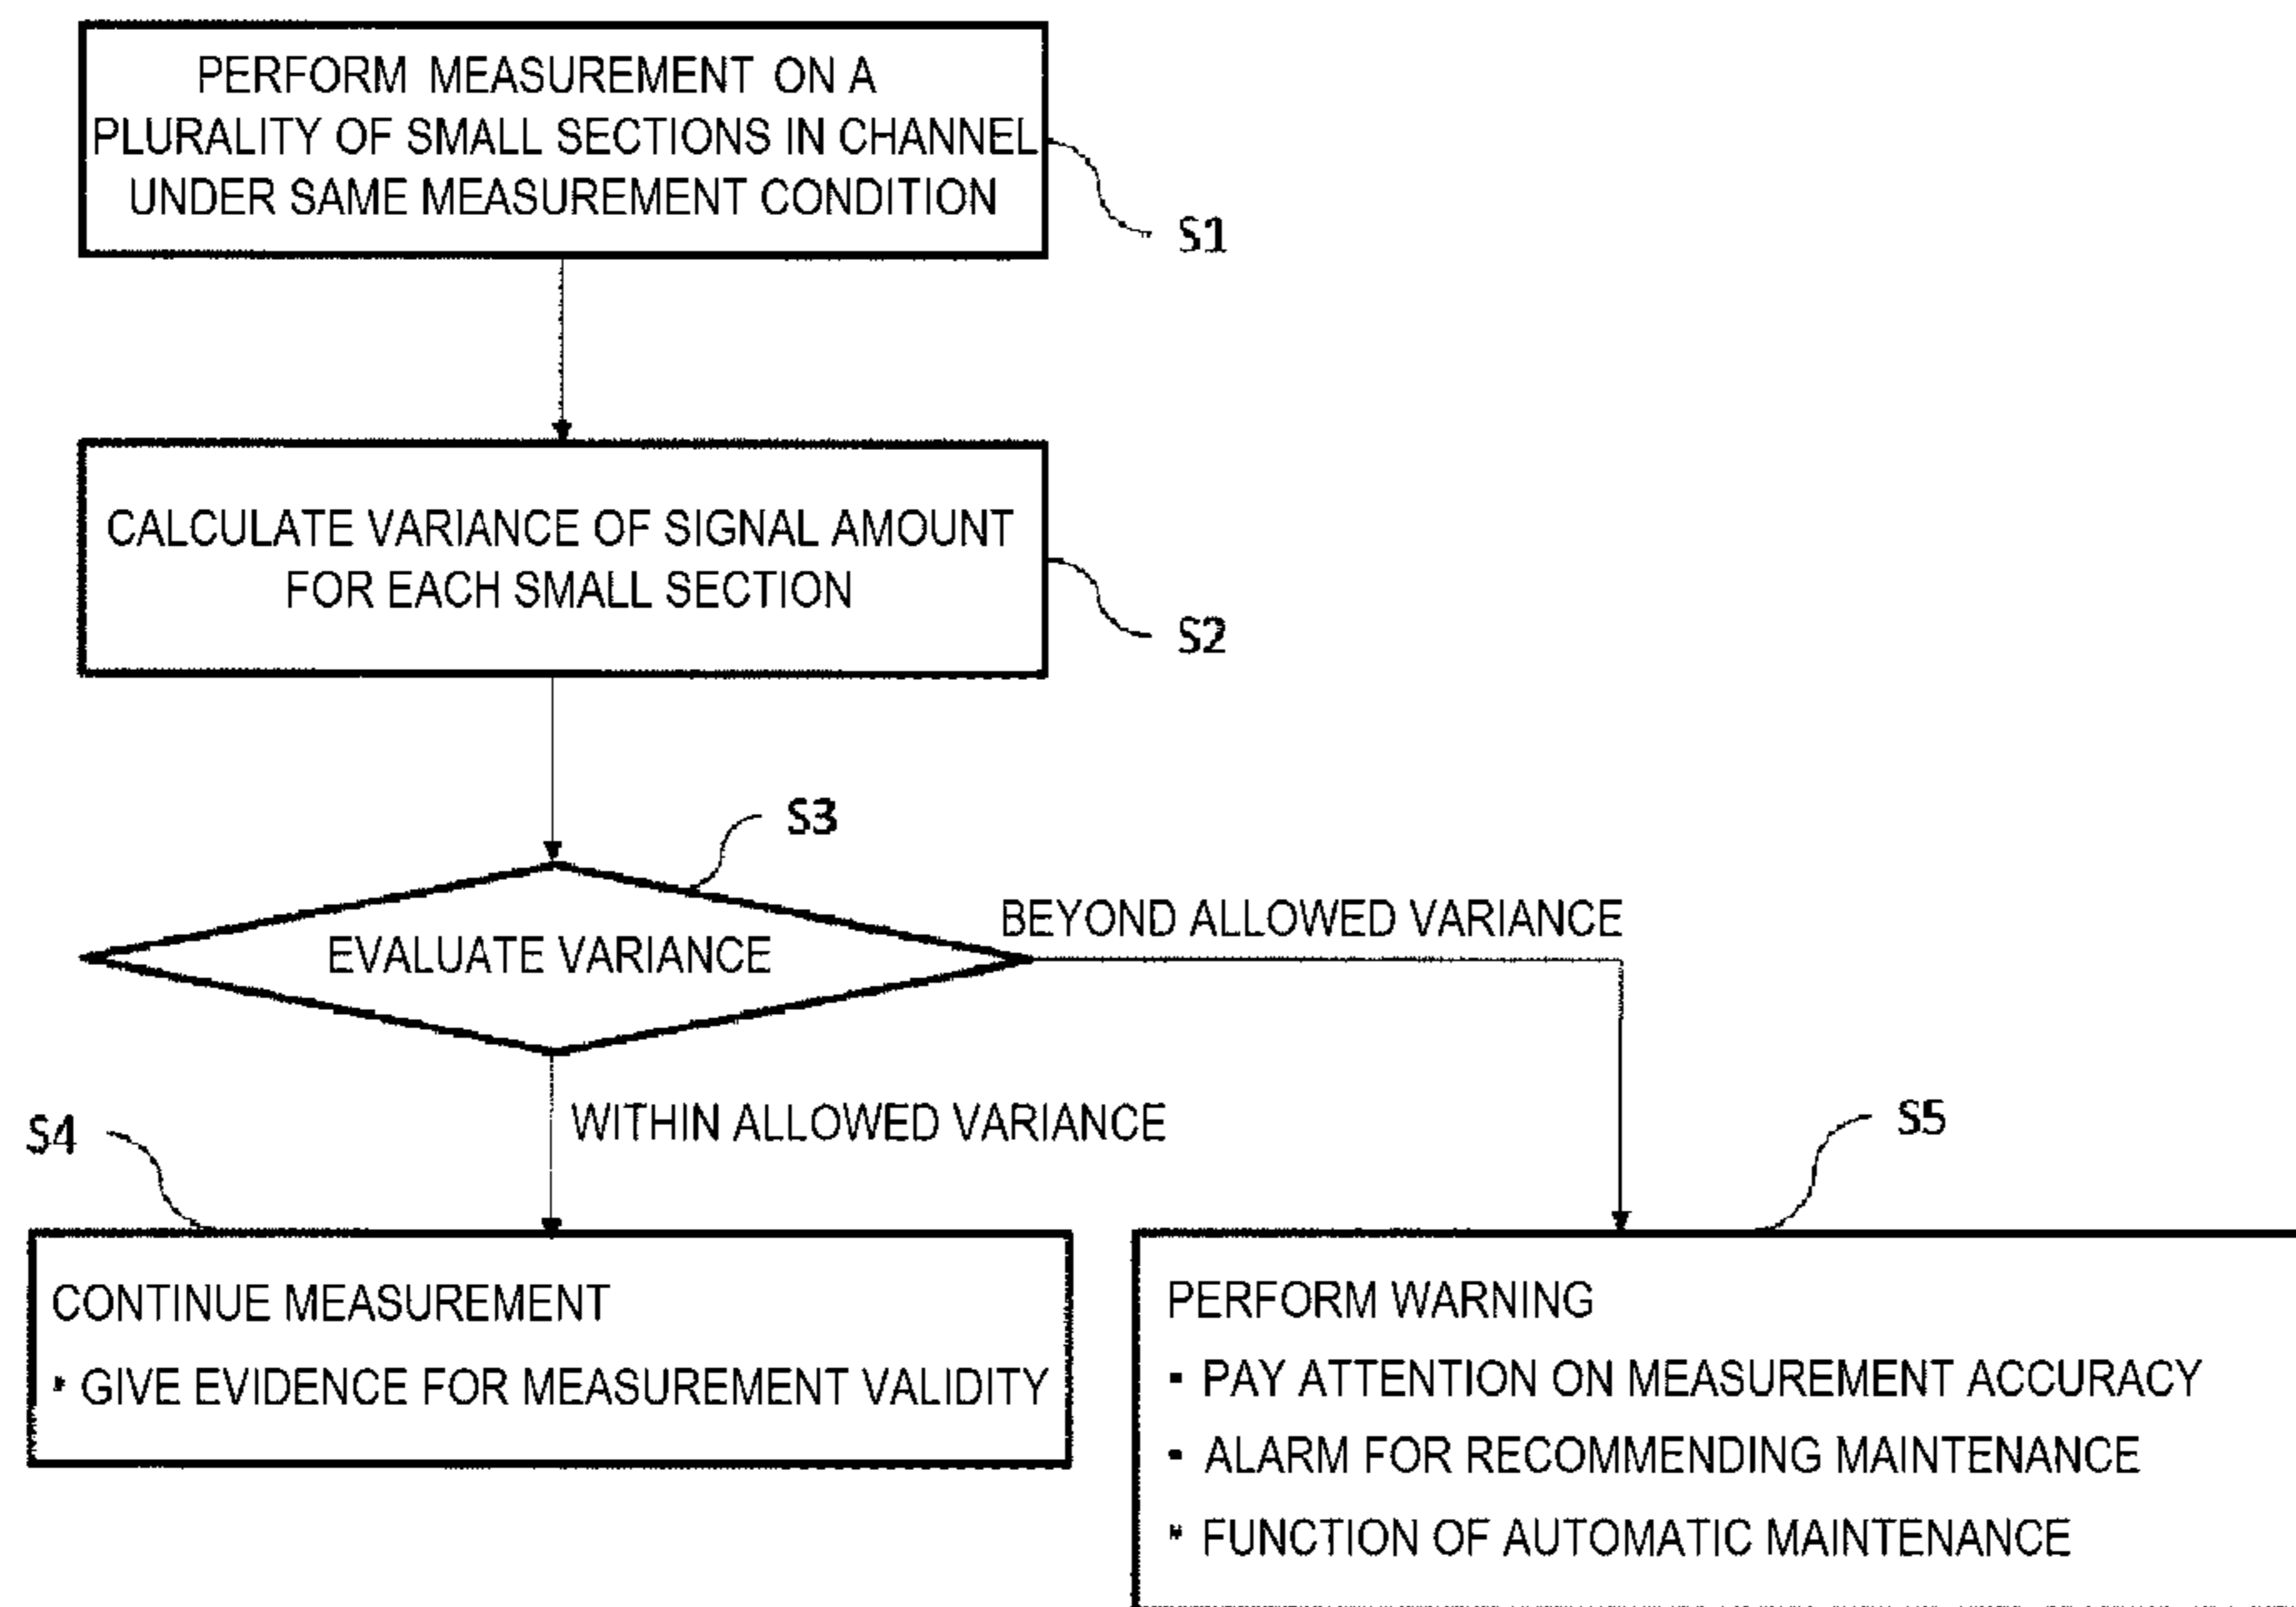 PERFORM MEASUREMENT ON A
PLURALITY OF SMALL SECTIONS IN CHANNEL
UNDER SAME MEASUREMENT CONDITION
S1
CALCULATE VARIANCE OF SIGNAL AMOUNT
FOR EACH SMALL SECTION
S2
S3
EVALUATE VARIANCE
BEYOND ALLOWED VARIANCE
WITHIN ALLOWED VARIANCE
S4
CONTINUE MEASUREMENT
▪ GIVE EVIDENCE FOR MEASUREMENT VALIDITY
S5
PERFORM WARNING
▪ PAY ATTENTION ON MEASUREMENT ACCURACY
▪ ALARM FOR RECOMMENDING MAINTENANCE
▪ FUNCTION OF AUTOMATIC MAINTENANCE